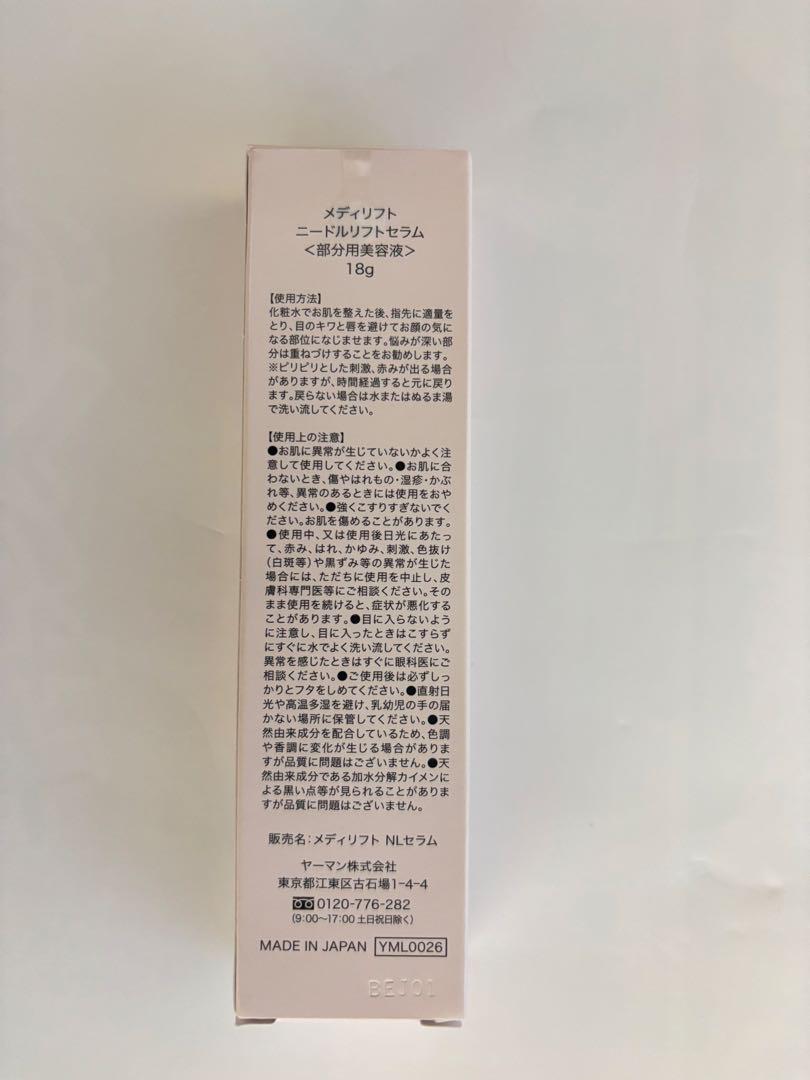 メディリフト
ニードルリフトセラム
＜部分用美容液＞
18g
【使用方法】
化粧水でお肌を整えた後、指先に適量を
とり、目のキワと唇を避けてお顔の気に
なる部位になじませます。悩みが深い部
分は重ねづけすることをお勧めします。
※ピリピリとした刺激、赤みが出る場合
がありますが、時間経過すると元に戻り
ます。戻らない場合は水またはぬるま湯
で洗い流してください。
【使用上の注意】
●お肌に異常が生じていないかよく注
意して使用してください。●お肌に合
わないとき、傷やはれもの・湿疹・かぶ
れ等、異常のあるときには使用をおや
めください。●強くこすりすぎないでく
ださい。お肌を傷めることがあります。
●使用中、又は使用後日光にあたっ
て、赤み、はれ、かゆみ、刺激、色抜け
（白斑等）や黒ずみ等の異常が生じた
場合には、ただちに使用を中止し、皮
膚科専門医等にご相談ください。その
まま使用を続けると、症状が悪化する
ことがあります。●目に入らないよう
に注意し、目に入ったときはこすらず
にすぐに水でよく洗い流してください。
異常を感じたときはすぐに眼科医にご
相談ください。●ご使用後は必ずしっ
かりとフタをしめてください。●直射日
光や高温多湿を避け、乳幼児の手の届
かない場所に保管してください。●天
然由来成分を配合しているため、色調
や香調に変化が生じる場合がありま
すが品質に問題はございません。●天
然由来成分である加水分解カイメンに
よる黒い点等が見られることがありま
すが品質に問題はございません。
販売名：メディリフト NLセラム
ヤーマン株式会社
東京都江東区古石場1-4-4
0120-776-282
（9：00～17：00 土日祝日除く）
MADE IN JAPAN YML0026
BEJ01